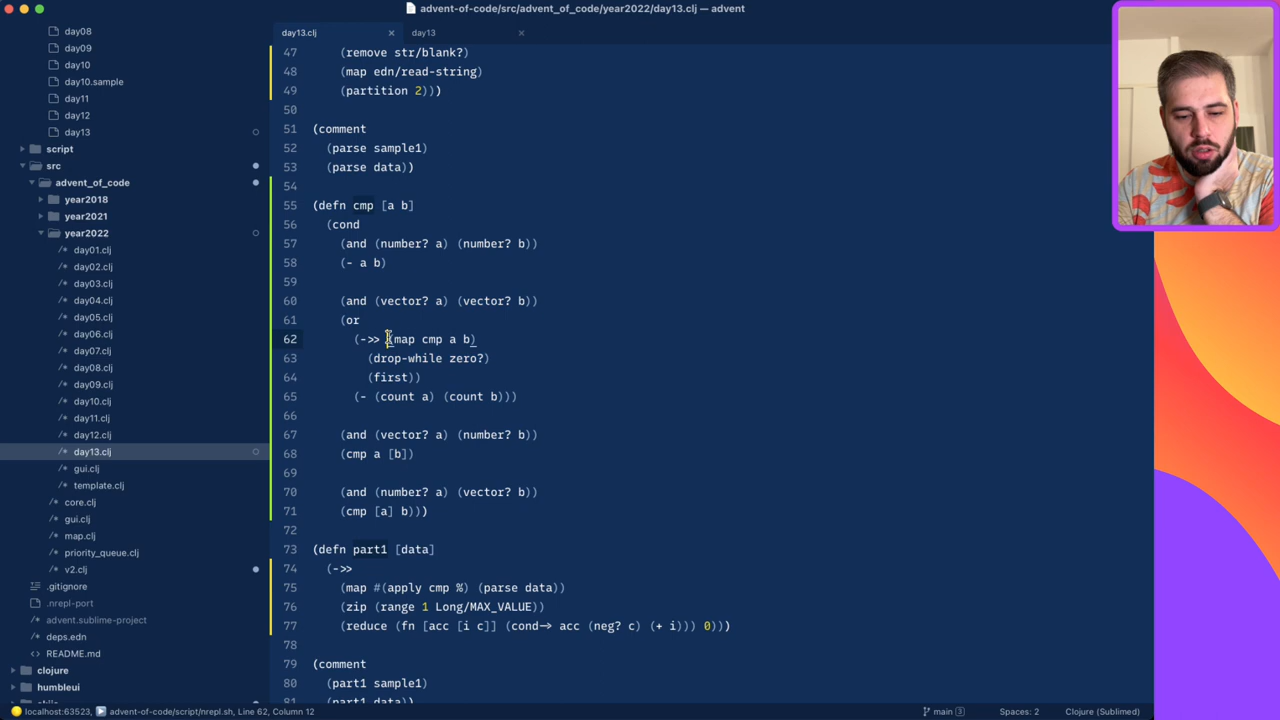 advent-of-code/src/advent_of_code/year2022/day13.clj — advent
day08
day09
day10
day10.sample
day11
day12
day13
script
src
advent_of_code
year2018
year2021
year2022
day01.clj
day02.clj
day03.clj
day04.clj
day05.clj
day06.clj
day07.clj
day08.clj
day09.clj
day10.clj
day11.clj
day12.clj
day13.clj
gui.clj
template.clj
core.clj
gui.clj
map.clj
priority_queue.clj
v2.clj
.gitignore
.nrepl-port
advent.sublime-project
deps.edn
README.md
clojure
humbleui
day13.clj × day13 ×
47 (remove str/blank?)
48 (map edn/read-string)
49 (partition 2)))
50
51 (comment
52 (parse sample1)
53 (parse data))
54
55 (defn cmp [a b]
56 (cond
57 (and (number? a) (number? b))
58 (- a b)
59
60 (and (vector? a) (vector? b))
61 (or
62 (->> (map cmp a b)
63 (drop-while zero?)
64 (first))
65 (- (count a) (count b)))
66
67 (and (vector? a) (number? b))
68 (cmp a [b])
69
70 (and (number? a) (vector? b))
71 (cmp [a] b)))
72
73 (defn part1 [data]
74 (->>
75 (map #(apply cmp %) (parse data))
76 (zip (range 1 Long/MAX_VALUE))
77 (reduce (fn [acc [i c]] (cond-> acc (neg? c) (+ i))) 0)))
78
79 (comment
80 (part1 sample1)
81 (part1 data)
localhost:63523, advent-of-code/script/nrepl.sh, Line 62, Column 12 main 3 Spaces: 2 Clojure (Sublimed)